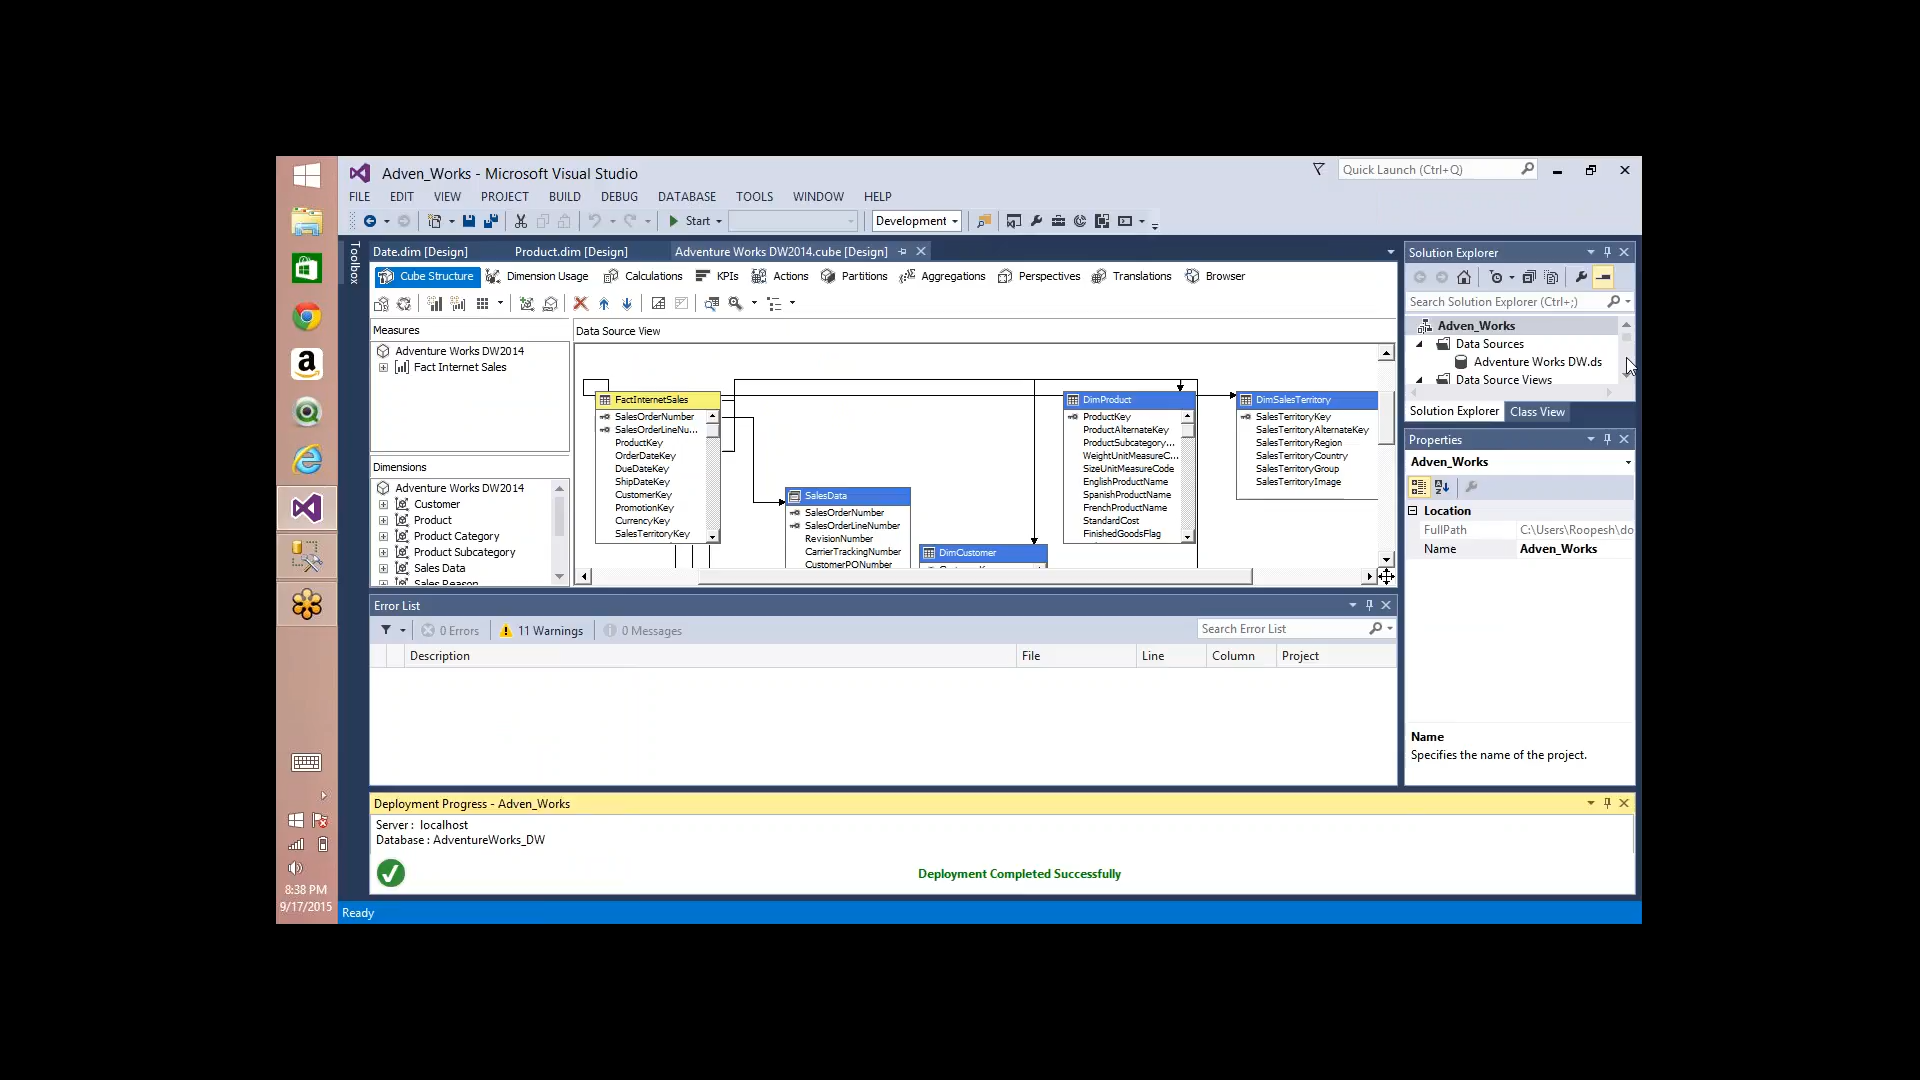 Adven_Works - Microsoft Visual Studio
Quick Launch (Ctrl+Q)
FILE EDIT VIEW PROJECT BUILD DEBUG DATABASE TOOLS WINDOW HELP
Start Development
Toolbox
Date.dim [Design] Product.dim [Design] Adventure Works DW2014.cube [Design]
Cube Structure Dimension Usage Calculations KPIs Actions Partitions Aggregations Perspectives Translations Browser
Measures
Adventure Works DW2014
Fact Internet Sales
Dimensions
Adventure Works DW2014
Customer
Product
Product Category
Product Subcategory
Sales Data
Sales Reason
Data Source View
FactInternetSales
SalesOrderNumber
SalesOrderLineNu...
ProductKey
OrderDateKey
DueDateKey
ShipDateKey
CustomerKey
PromotionKey
CurrencyKey
SalesTerritoryKey
SalesData
SalesOrderNumber
SalesOrderLineNumber
RevisionNumber
CarrierTrackingNumber
CustomerPONumber
DimCustomer
DimProduct
ProductKey
ProductAlternateKey
ProductSubcategory...
WeightUnitMeasureC...
SizeUnitMeasureCode
EnglishProductName
SpanishProductName
FrenchProductName
StandardCost
FinishedGoodsFlag
DimSalesTerritory
SalesTerritoryKey
SalesTerritoryAlternateKey
SalesTerritoryRegion
SalesTerritoryCountry
SalesTerritoryGroup
SalesTerritoryImage
Solution Explorer
Search Solution Explorer (Ctrl+;)
Adven_Works
Data Sources
Adventure Works DW.ds
Data Source Views
Solution Explorer Class View
Properties
Adven_Works
Location
FullPath C:\Users\Roopesh\do
Name Adven_Works
Name
Specifies the name of the project.
Error List
0 Errors 11 Warnings 0 Messages
Search Error List
Description File Line Column Project
Deployment Progress - Adven_Works
Server : localhost
Database : AdventureWorks_DW
Deployment Completed Successfully
8:38 PM
9/17/2015
Ready